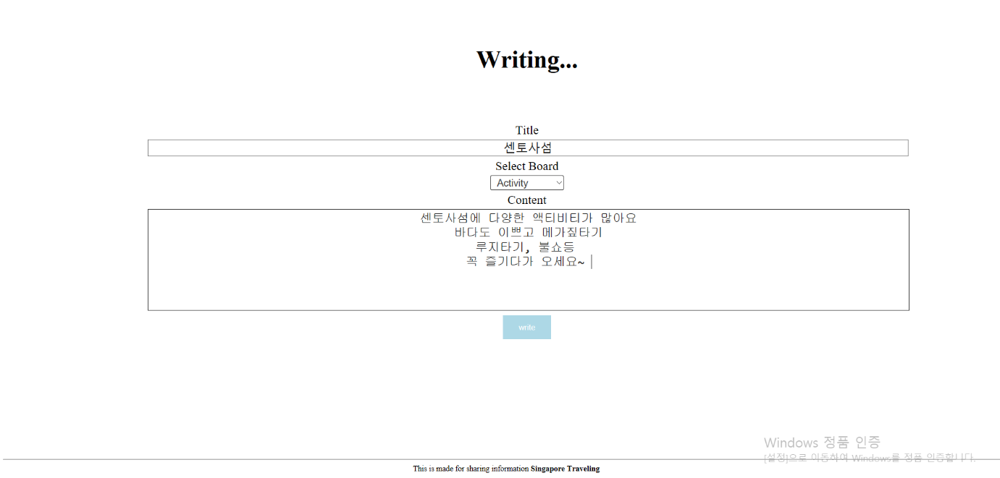 Writing...
Title
센토사섬
Select Board
Activity
Content
센토사섬에 다양한 액티비티가 많아요
바다도 이쁘고 메가짚타기
루지타기, 불쇼등
꼭 즐기다가 오세요~
write
Windows 정품 인증
[설정]으로 이동하여 Windows를 정품 인증합니다.
This is made for sharing information Singapore Traveling